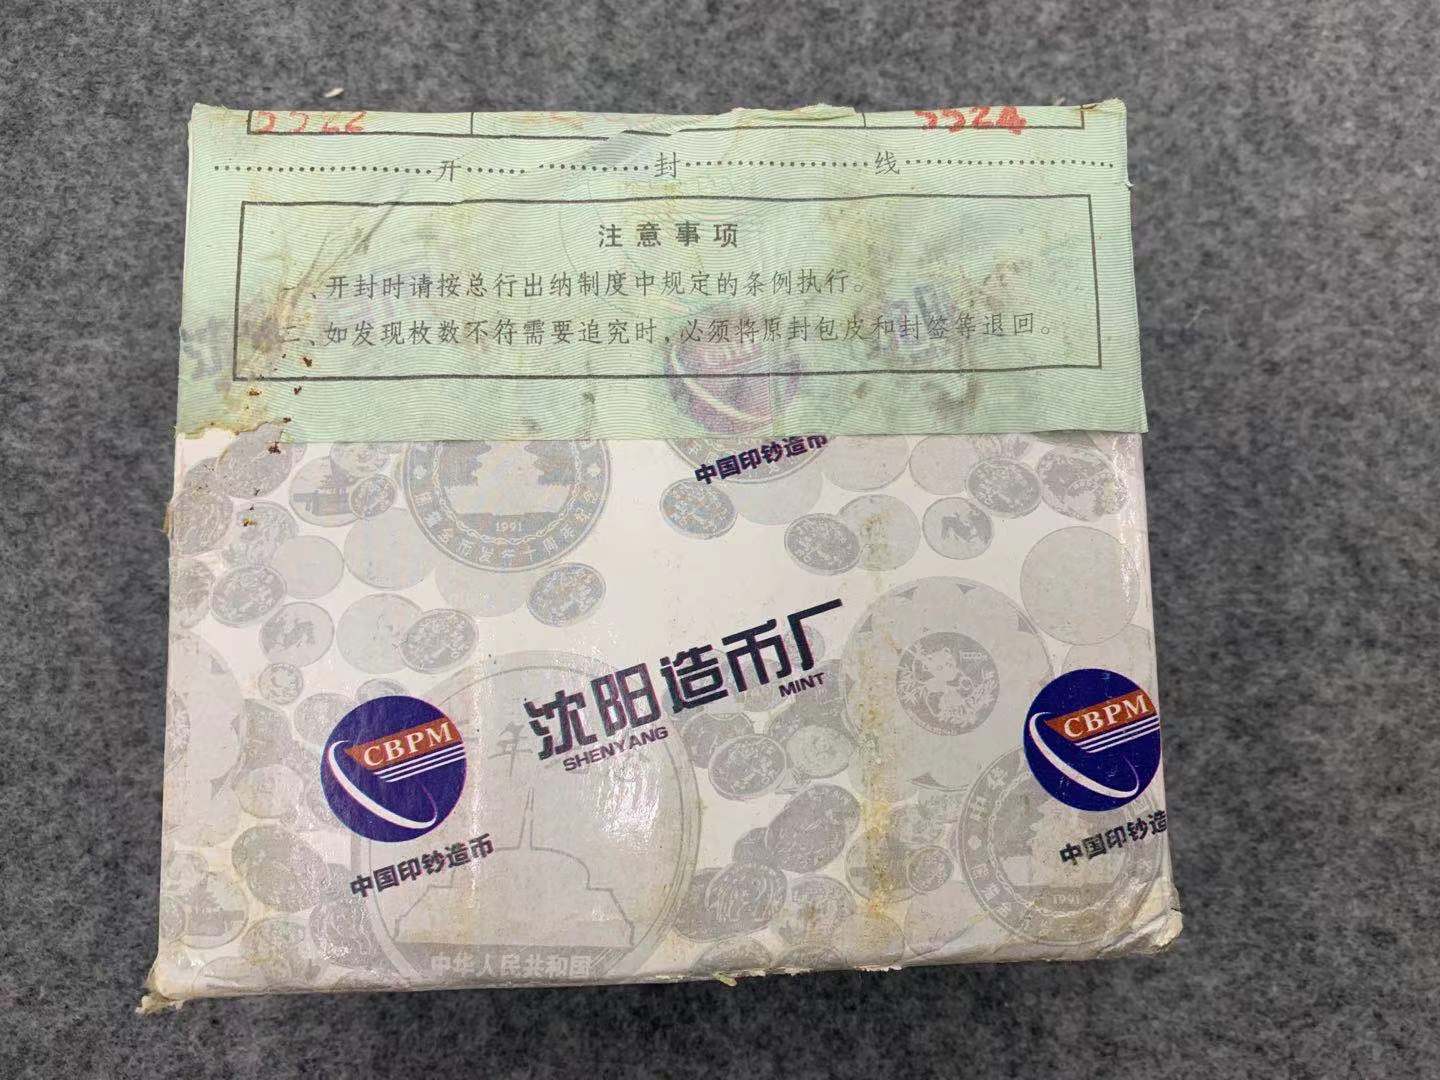 5522 5524
开 封 线
注意事项
一、开封时请按总行出纳制度中规定的条例执行。
二、如发现枚数不符需要追究时,必须将原封包皮和封签等退回
中国印钞造币
1991
沈阳造币厂
SHENYANG MINT
CBPM
中国印钞造币
CBPM
中国印钞造
年
1991
中华人民共和国